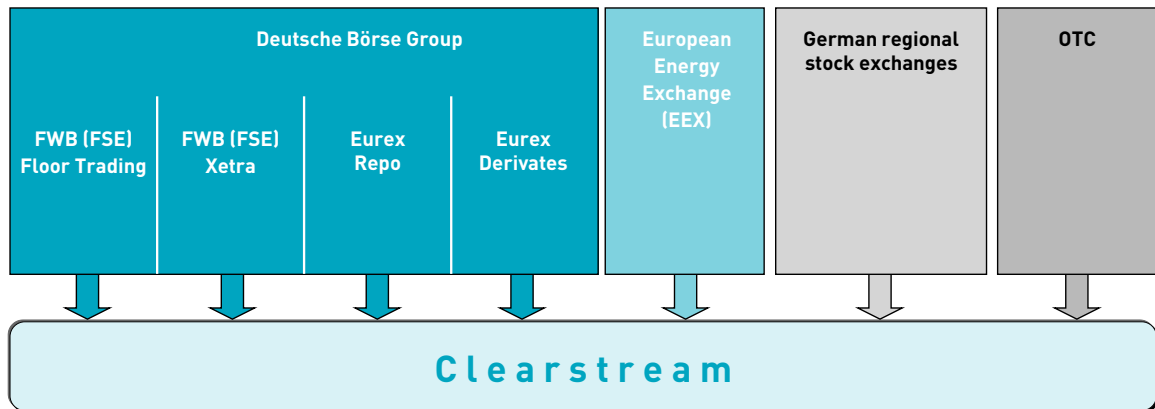 Deutsche Börse Group
FWB (FSE)
Floor Trading
FWB (FSE)
Xetra
Eurex
Repo
Eurex
Derivates
European
Energy
Exchange
(EEX)
German regional
stock exchanges
OTC
Clearstream